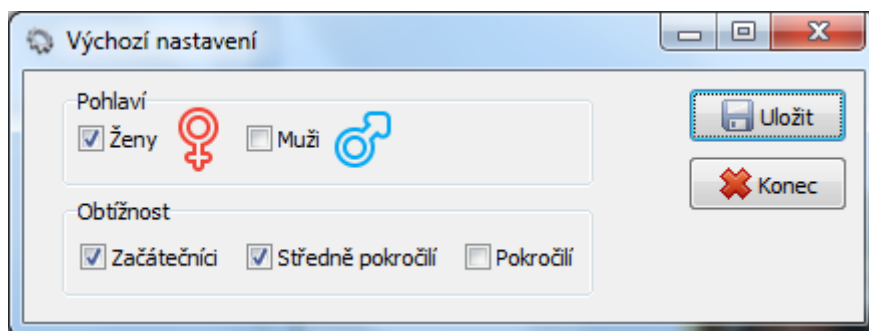 Výchozí nastavení
Pohlaví
Ženy
Muži
Uložit
Konec
Obtížnost
Začátečníci
Středně pokročilí
Pokročilí